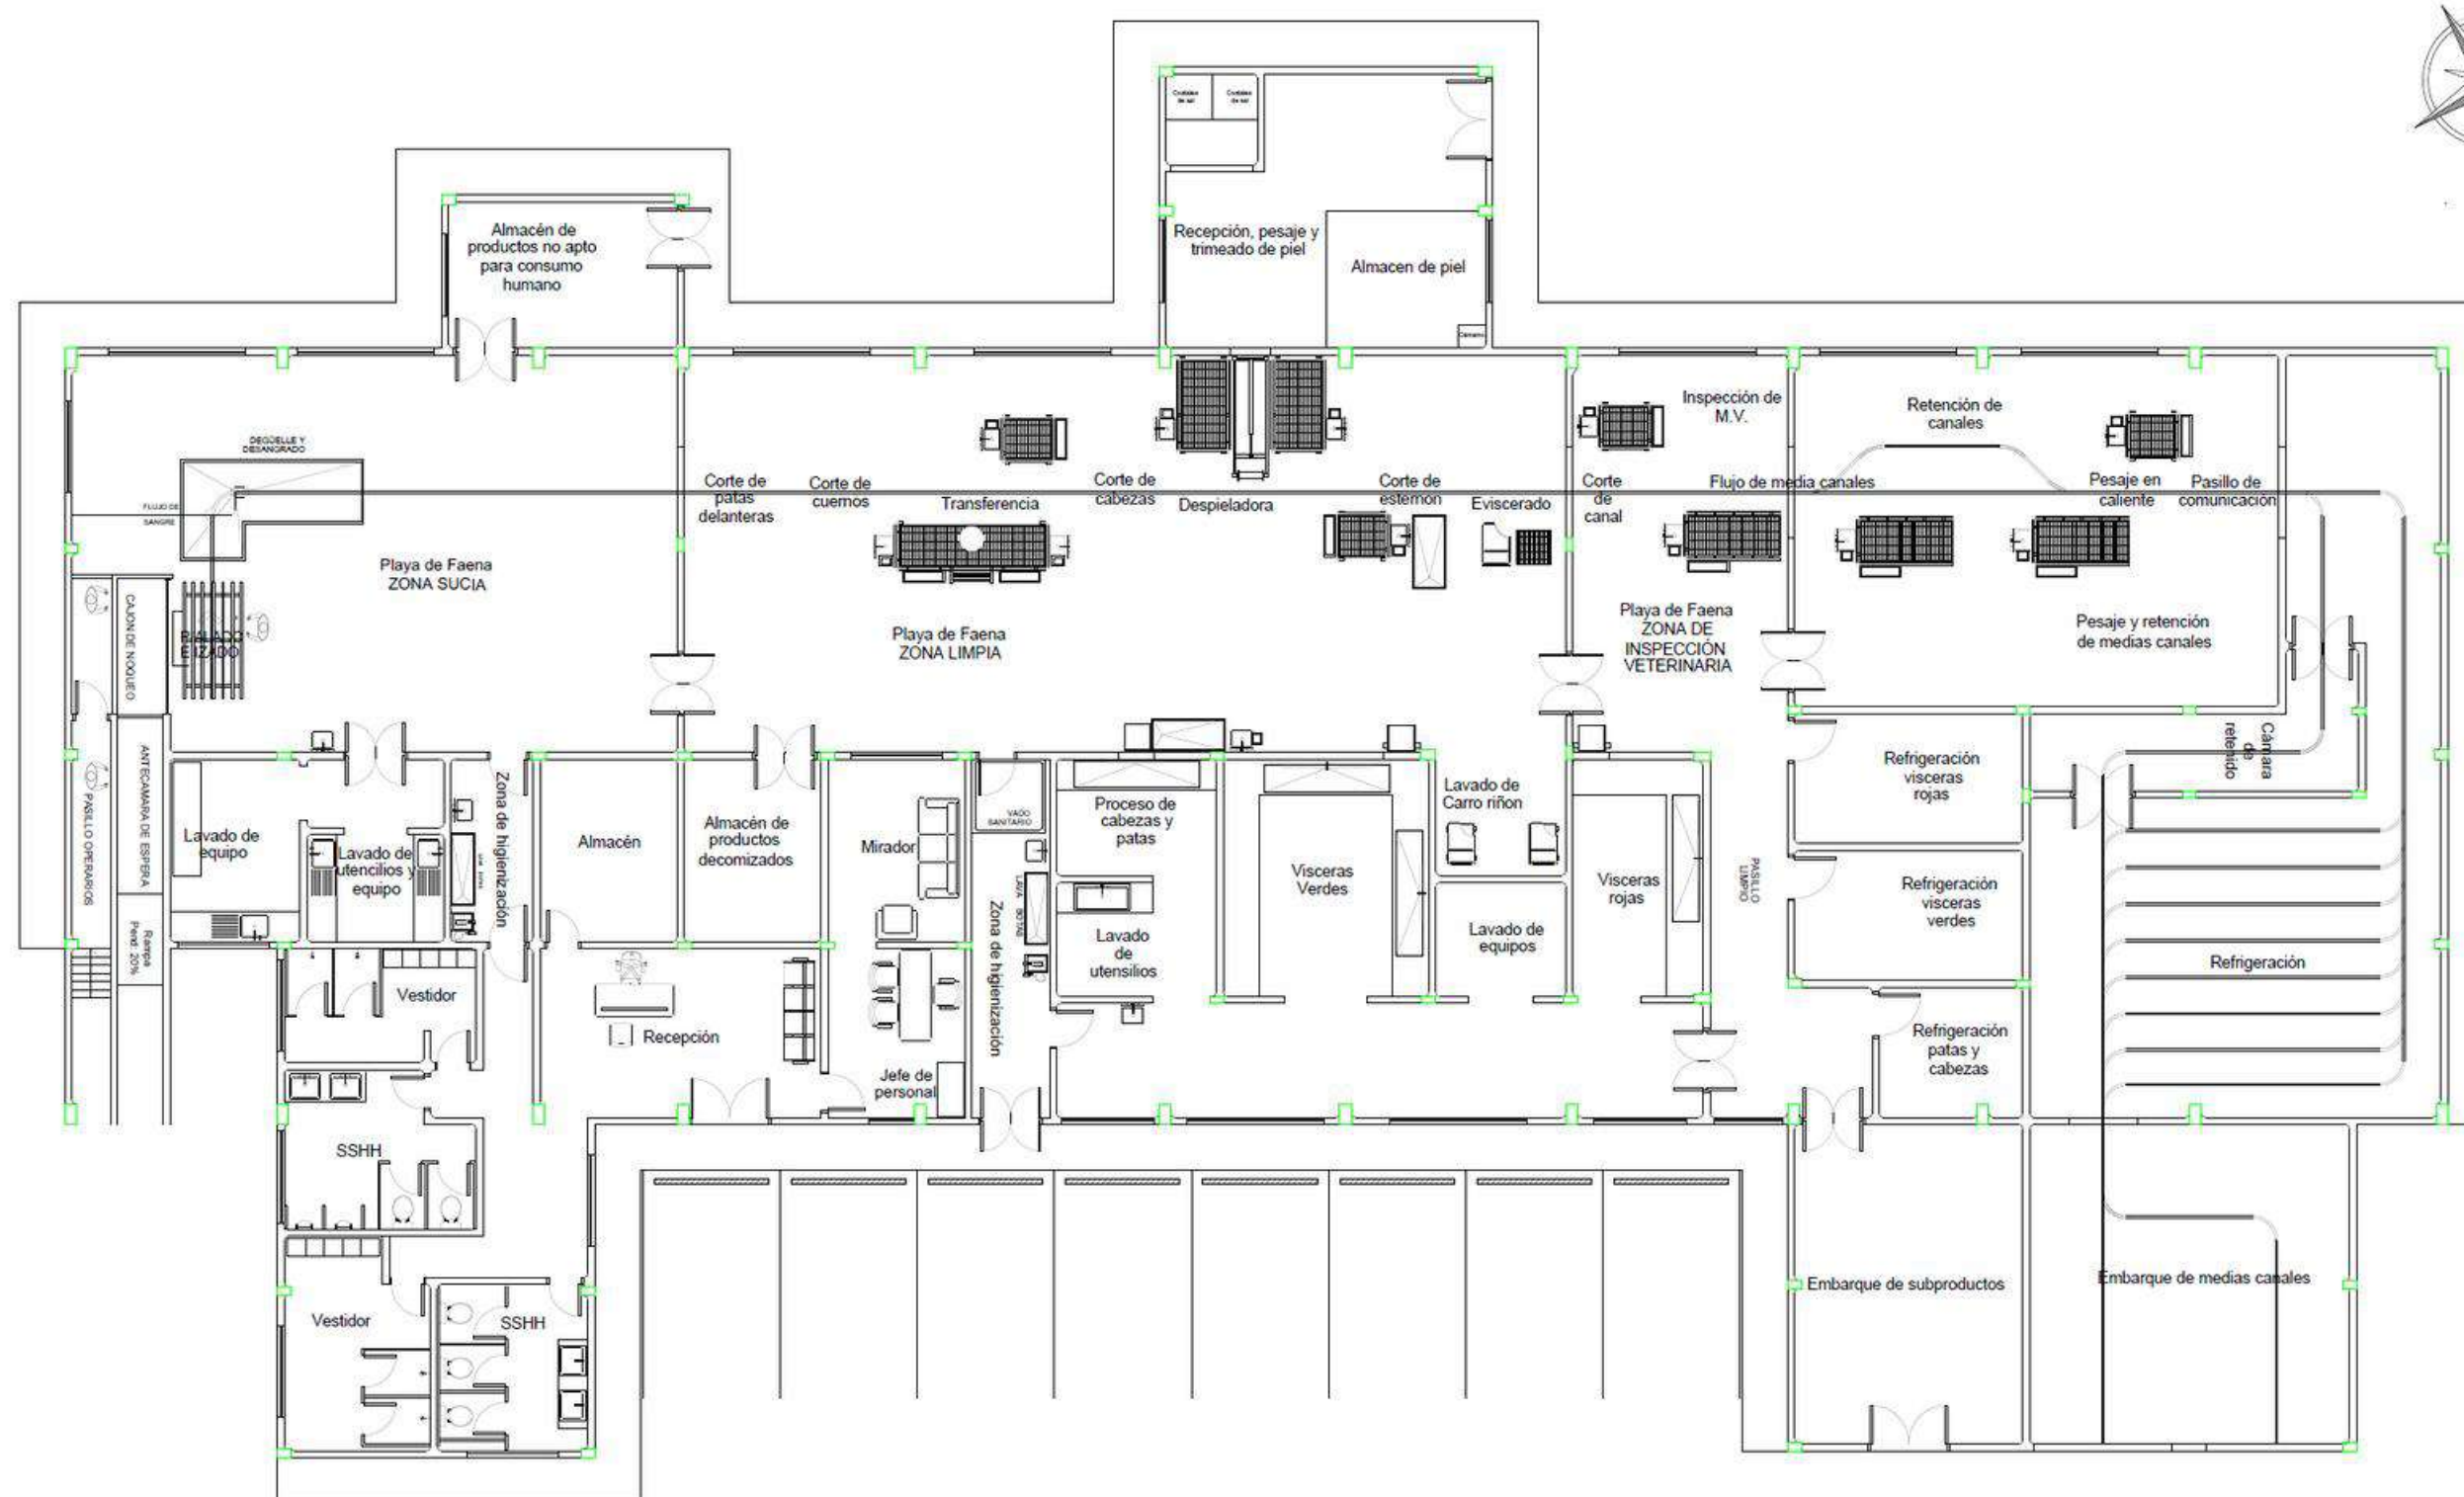 Almacén de
productos no apto
para consumo
humano
Recepción, pesaje y
trimeado de piel
Almacen de piel
DEGÜELLE Y
DESANGRADO
FLUJO DE
SANGRE
Playa de Faena
ZONA SUCIA
CAJON DE NOQUEO
ANTECAMARA DE ESPERA
PASILLO OPERARIOS
Rampa
Pend. 20%
Corte de
patas
delanteras
Corte de
cuernos
Transferencia
Corte de
cabezas
Despieladora
Corte de
esternon
Eviscerado
Playa de Faena
ZONA LIMPIA
Corte
de
canal
Inspección de
M.V.
Flujo de media canales
Playa de Faena
ZONA DE
INSPECCIÓN
VETERINARIA
Retención de
canales
Pesaje en
caliente
Pasillo de
comunicación
Pesaje y retención
de medias canales
Cámara
de
retenido
Lavado de
equipo
Lavado de
utencilios y
equipo
Zona de higienización
Almacén
Almacén de
productos
decomizados
Mirador
VADO
SANITARIO
LAVA BOTAS
Zona de higienización
Proceso de
cabezas y
patas
Lavado
de
utensilios
Visceras
Verdes
Lavado de
Carro riñon
Lavado de
equipos
Visceras
rojas
PASILLO
LIMPIO
Refrigeración
visceras
rojas
Refrigeración
visceras
verdes
Refrigeración
patas y
cabezas
Refrigeración
Vestidor
Recepción
Jefe de
personal
SSHH
Vestidor
SSHH
Embarque de subproductos
Embarque de medias canales